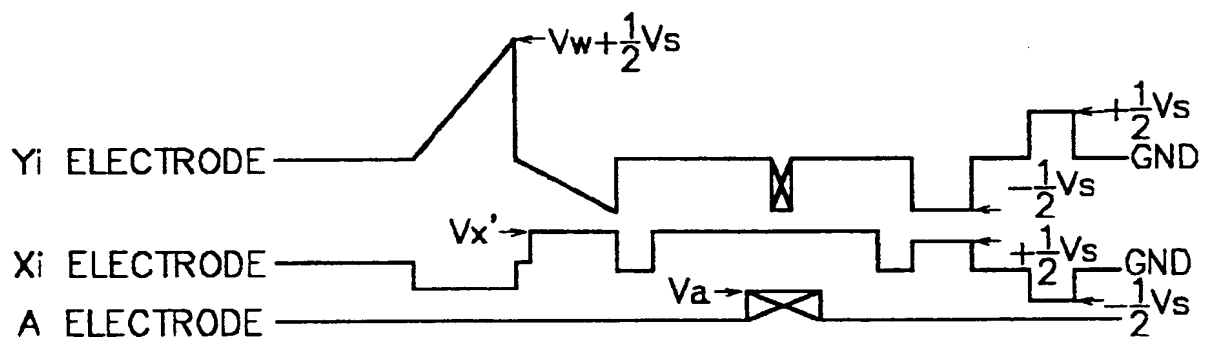 Vw+1/2Vs
+1/2Vs
Yi ELECTRODE
GND
-1/2Vs
Vx'
+1/2Vs
Xi ELECTRODE
GND
Va
-1/2Vs
A ELECTRODE